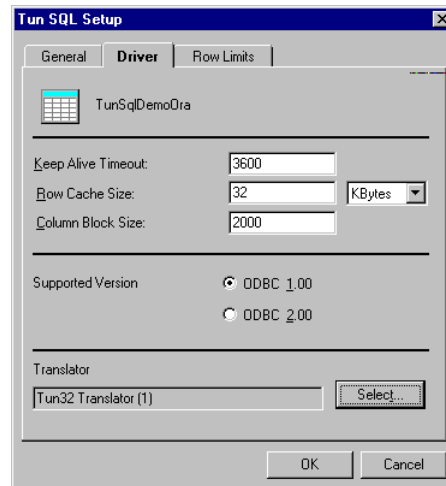 Tun SQL Setup
General Driver Row Limits
TunSqlDemoOra
Keep Alive Timeout: 3600
Row Cache Size: 32 KBytes
Column Block Size: 2000
Supported Version ODBC 1.00
ODBC 2.00
Translator
Tun32 Translator (1) Select...
OK Cancel